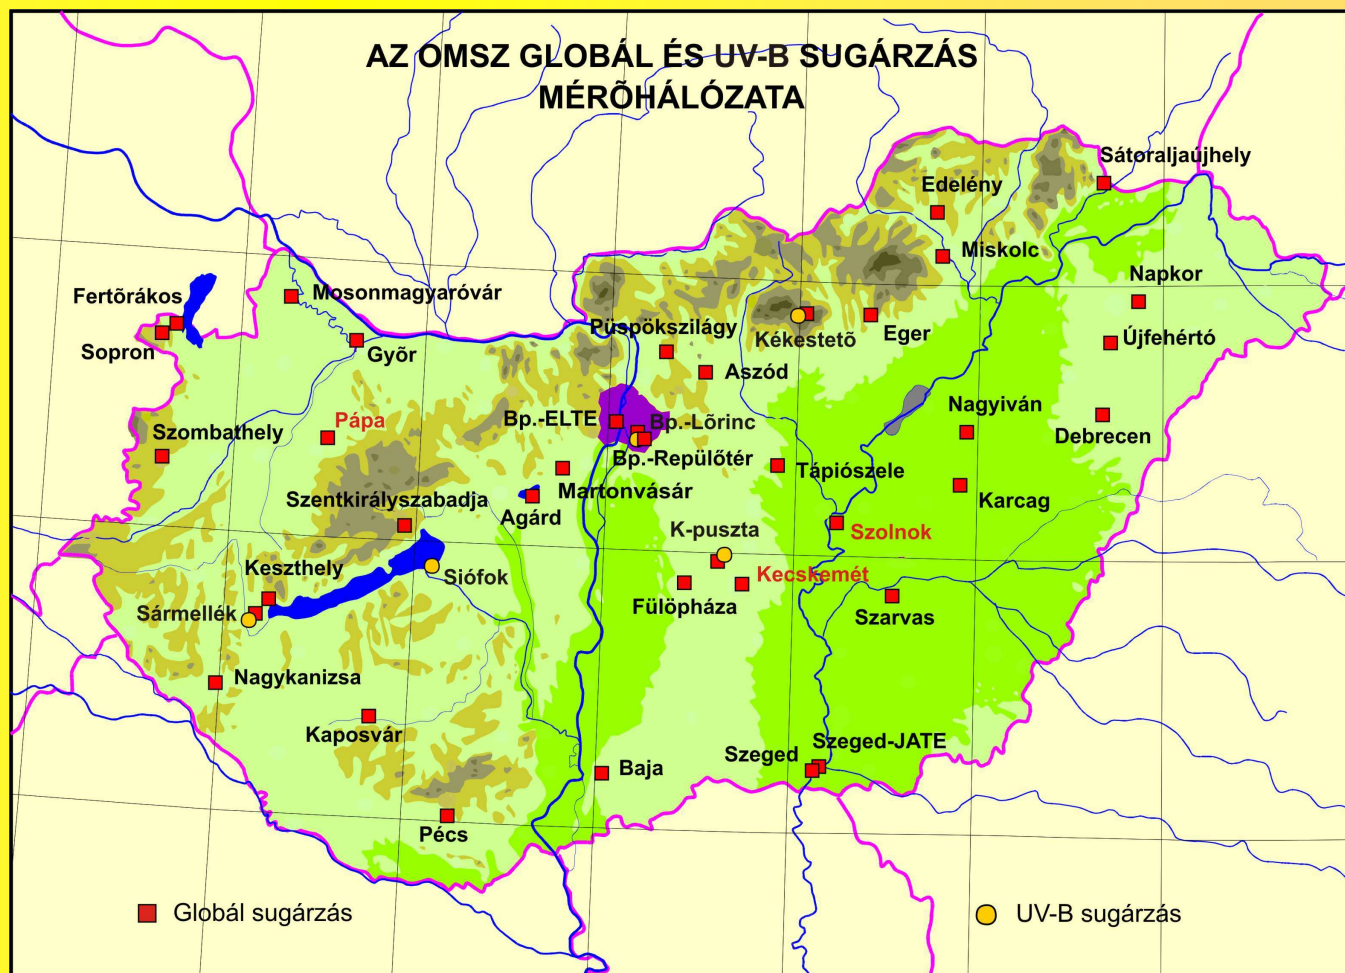 AZ OMSZ GLOBÁL ÉS UV-B SUGÁRZÁS
MÉRÕHÁLÓZATA
Sátoraljaújhely
Edelény
Miskolc
Napkor
Fertõrákos
Mosonmagyaróvár
Püspökszilágy
Kékestetõ
Eger
Újfehértó
Sopron
Gyõr
Aszód
Nagyiván
Pápa
Bp.-ELTE
Bp.-Lõrinc
Debrecen
Szombathely
Bp.-Repülőtér
Tápiószele
Szentkirályszabadja
Martonvásár
Karcag
Agárd
K-puszta
Szolnok
Keszthely
Siófok
Kecskemét
Sármellék
Fülöpháza
Szarvas
Nagykanizsa
Kaposvár
Szeged
Szeged-JATE
Baja
Pécs
Globál sugárzás
UV-B sugárzás